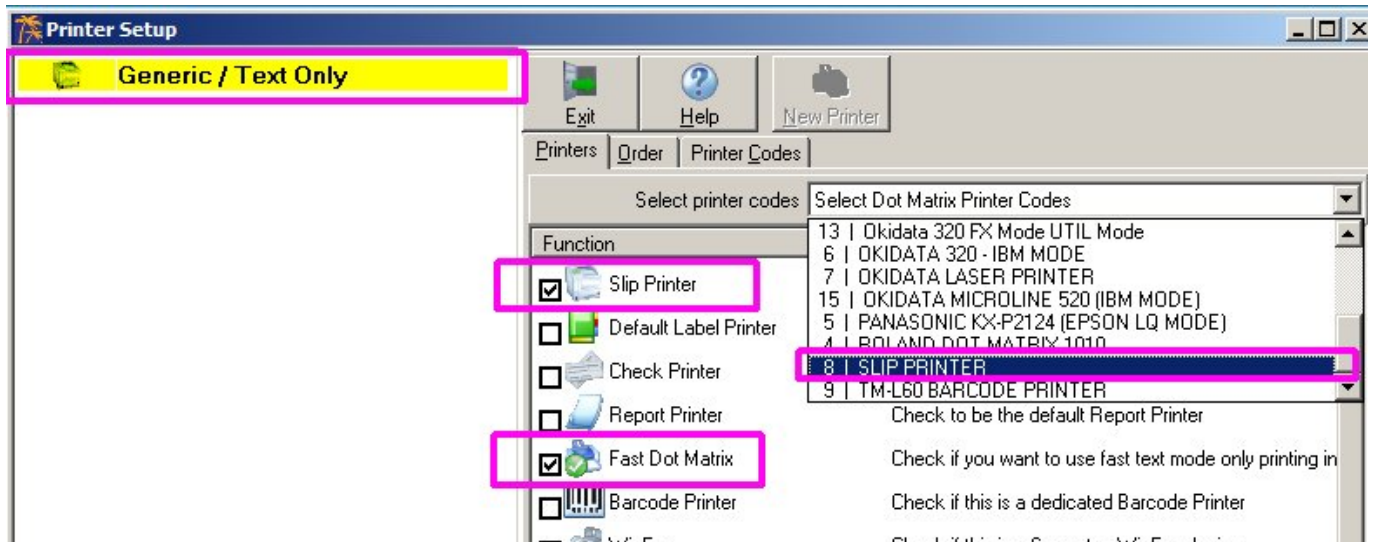 Printer Setup
Generic / Text Only
Exit
Help
New Printer
Printers
Order
Printer Codes
Select printer codes
Select Dot Matrix Printer Codes
Function
13 | Okidata 320 FX Mode UTIL Mode
6 | OKIDATA 320 - IBM MODE
7 | OKIDATA LASER PRINTER
15 | OKIDATA MICROLINE 520 (IBM MODE)
5 | PANASONIC KX-P2124 (EPSON LQ MODE)
4 | ROLAND DOT MATRIX 1010
8 | SLIP PRINTER
9 | TM-L60 BARCODE PRINTER
Slip Printer
Default Label Printer
Check Printer
Report Printer Check to be the default Report Printer
Fast Dot Matrix Check if you want to use fast text mode only printing in
Barcode Printer Check if this is a dedicated Barcode Printer